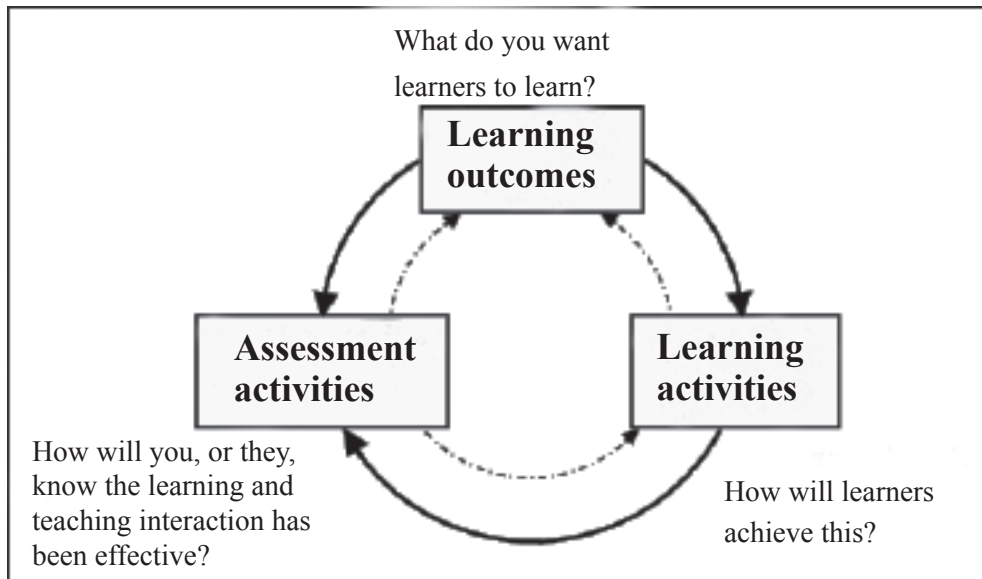 What do you want
learners to learn?
Learning
outcomes
Assessment
activities
Learning
activities
How will you, or they,
know the learning and
teaching interaction has
been effective?
How will learners
achieve this?